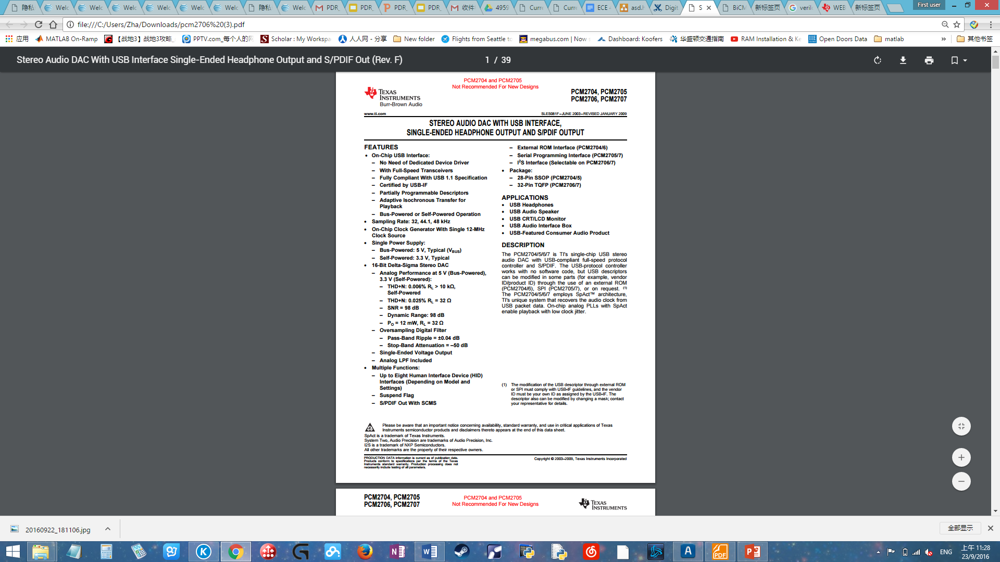 隐私
Welc
Welc
Welc
Welc
Welc
Welc
隐私
Welc
PDR_
PDR_
PDR_
PDR_
收件
4959
Curre
Curre
ECE
asd.h
Digit
S
BiCM
新标签页
veril
WEB
新标签页
First user
file:///C:/Users/Zha/Downloads/pcm2706%20(3).pdf
应用
MATLAB On-Ramp
【战地3】战地3攻略_
PPTV.com_每个人的网
Scholar : My Workspa
人人网 - 分享
New folder
Flights from Seattle to
megabus.com | Now
Dashboard: Koofers
华盛顿交通指南
RAM Installation & Ke
Open Doors Data
matlab
»
其他书签
Stereo Audio DAC With USB Interface Single-Ended Headphone Output and S/PDIF Out (Rev. F)
1 / 39
PCM2704 and PCM2705
Not Recommended For New Designs
TEXAS
INSTRUMENTS
Burr-Brown Audio
PCM2704, PCM2705
PCM2706, PCM2707
www.ti.com
SLES081F–JUNE 2003–REVISED JANUARY 2009
STEREO AUDIO DAC WITH USB INTERFACE,
SINGLE-ENDED HEADPHONE OUTPUT AND S/PDIF OUTPUT
FEATURES
• On-Chip USB Interface:
– No Need of Dedicated Device Driver
– With Full-Speed Transceivers
– Fully Compliant With USB 1.1 Specification
– Certified by USB-IF
– Partially Programmable Descriptors
– Adaptive Isochronous Transfer for
Playback
– Bus-Powered or Self-Powered Operation
• Sampling Rate: 32, 44.1, 48 kHz
• On-Chip Clock Generator With Single 12-MHz
Clock Source
• Single Power Supply:
– Bus-Powered: 5 V, Typical (VBUS)
– Self-Powered: 3.3 V, Typical
• 16-Bit Delta-Sigma Stereo DAC
– Analog Performance at 5 V (Bus-Powered),
3.3 V (Self-Powered):
– THD+N: 0.006% RL > 10 kΩ,
Self-Powered
– THD+N: 0.025% RL = 32 Ω
– SNR = 98 dB
– Dynamic Range: 98 dB
– PO = 12 mW, RL = 32 Ω
– Oversampling Digital Filter
– Pass-Band Ripple = ±0.04 dB
– Stop-Band Attenuation = –50 dB
– Single-Ended Voltage Output
– Analog LPF Included
• Multiple Functions:
– Up to Eight Human Interface Device (HID)
Interfaces (Depending on Model and
Settings)
– Suspend Flag
– S/PDIF Out With SCMS
– External ROM Interface (PCM2704/6)
– Serial Programming Interface (PCM2705/7)
– I2S Interface (Selectable on PCM2706/7)
• Package:
– 28-Pin SSOP (PCM2704/5)
– 32-Pin TQFP (PCM2706/7)
APPLICATIONS
• USB Headphones
• USB Audio Speaker
• USB CRT/LCD Monitor
• USB Audio Interface Box
• USB-Featured Consumer Audio Product
DESCRIPTION
The PCM2704/5/6/7 is TI's single-chip USB stereo
audio DAC with USB-compliant full-speed protocol
controller and S/PDIF. The USB-protocol controller
works with no software code, but USB descriptors
can be modified in some parts (for example, vendor
ID/product ID) through the use of an external ROM
(PCM2704/6), SPI (PCM2705/7), or on request. (1)
The PCM2704/5/6/7 employs SpAct™ architecture,
TI's unique system that recovers the audio clock from
USB packet data. On-chip analog PLLs with SpAct
enable playback with low clock jitter.
(1) The modification of the USB descriptor through external ROM
or SPI must comply with USB-IF guidelines, and the vendor
ID must be your own ID as assigned by the USB-IF. The
descriptor also can be modified by changing a mask; contact
your representative for details.
Please be aware that an important notice concerning availability, standard warranty, and use in critical applications of Texas
Instruments semiconductor products and disclaimers thereto appears at the end of this data sheet.
SpAct is a trademark of Texas Instruments.
System Two, Audio Precision are trademarks of Audio Precision, Inc.
I2S is a trademark of NXP Semiconductors.
All other trademarks are the property of their respective owners.
PRODUCTION DATA information is current as of publication date.
Products conform to specifications per the terms of the Texas
Instruments standard warranty. Production processing does not
necessarily include testing of all parameters.
Copyright © 2003–2009, Texas Instruments Incorporated
PCM2704, PCM2705
PCM2706, PCM2707
PCM2704 and PCM2705
Not Recommended For New Designs
TEXAS
INSTRUMENTS
20160922_181106.jpg
全部显示
ENG
上午 11:28
23/9/2016